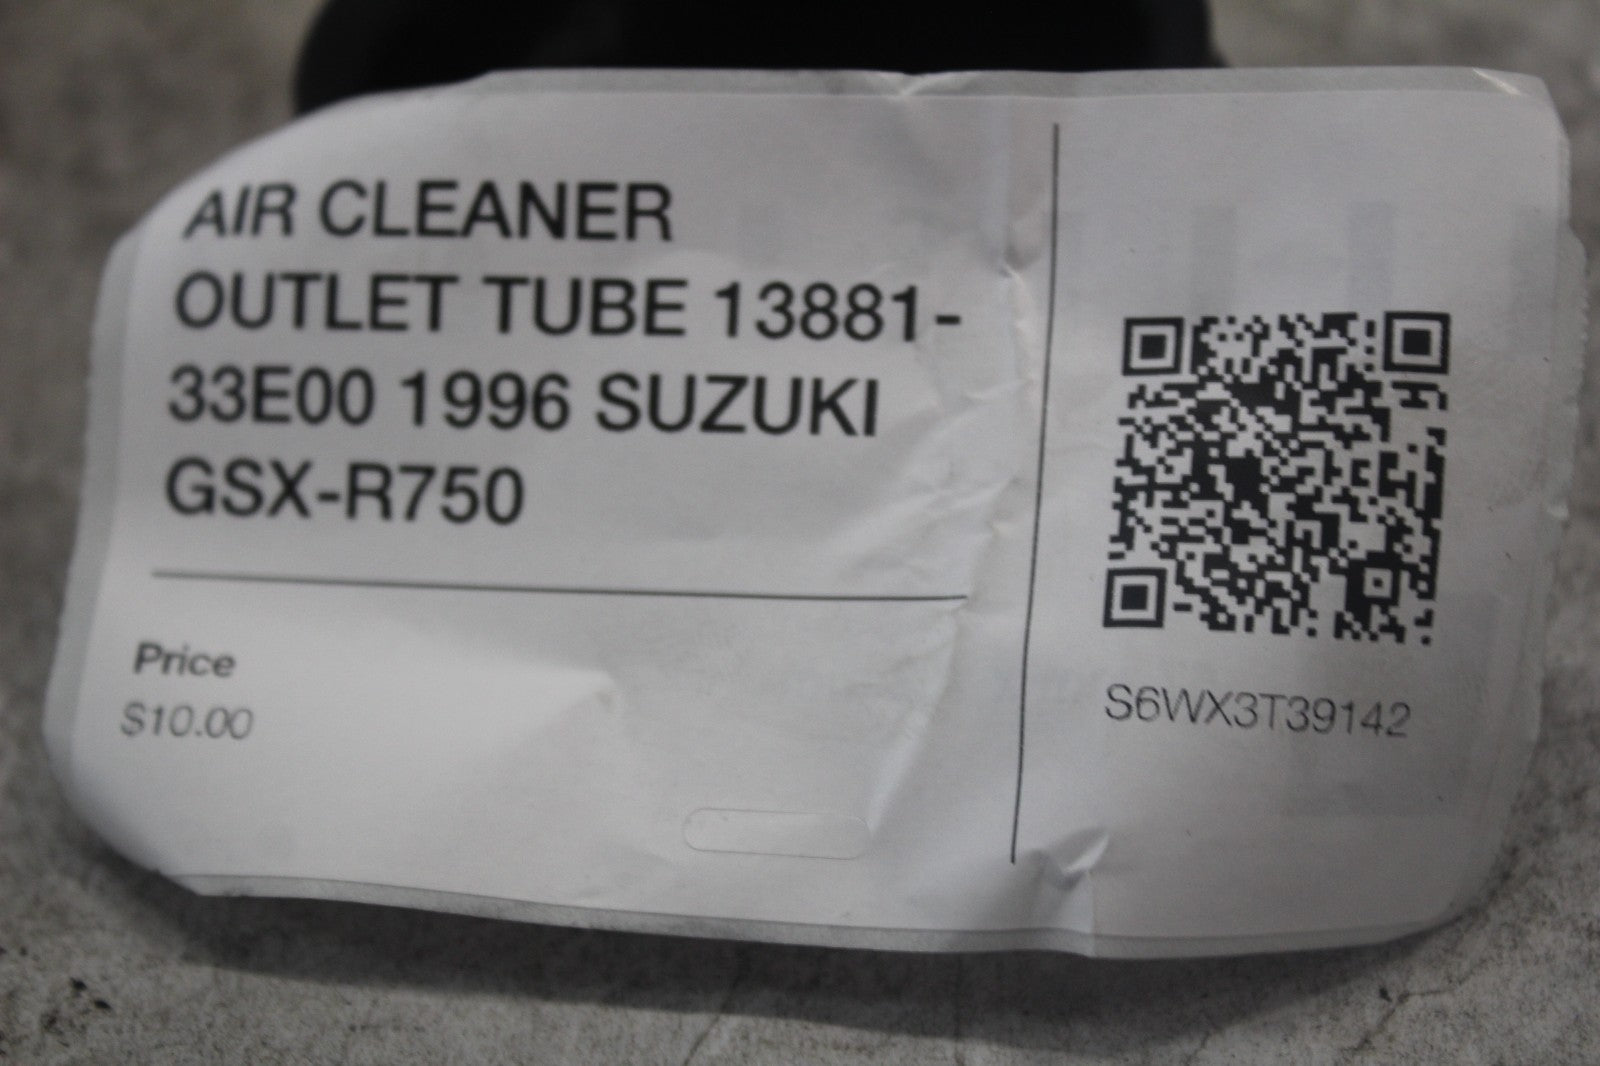 AIR CLEANER
OUTLET TUBE 13881-
33E00 1996 SUZUKI
GSX-R750
Price
$10.00
S6WX3T39142